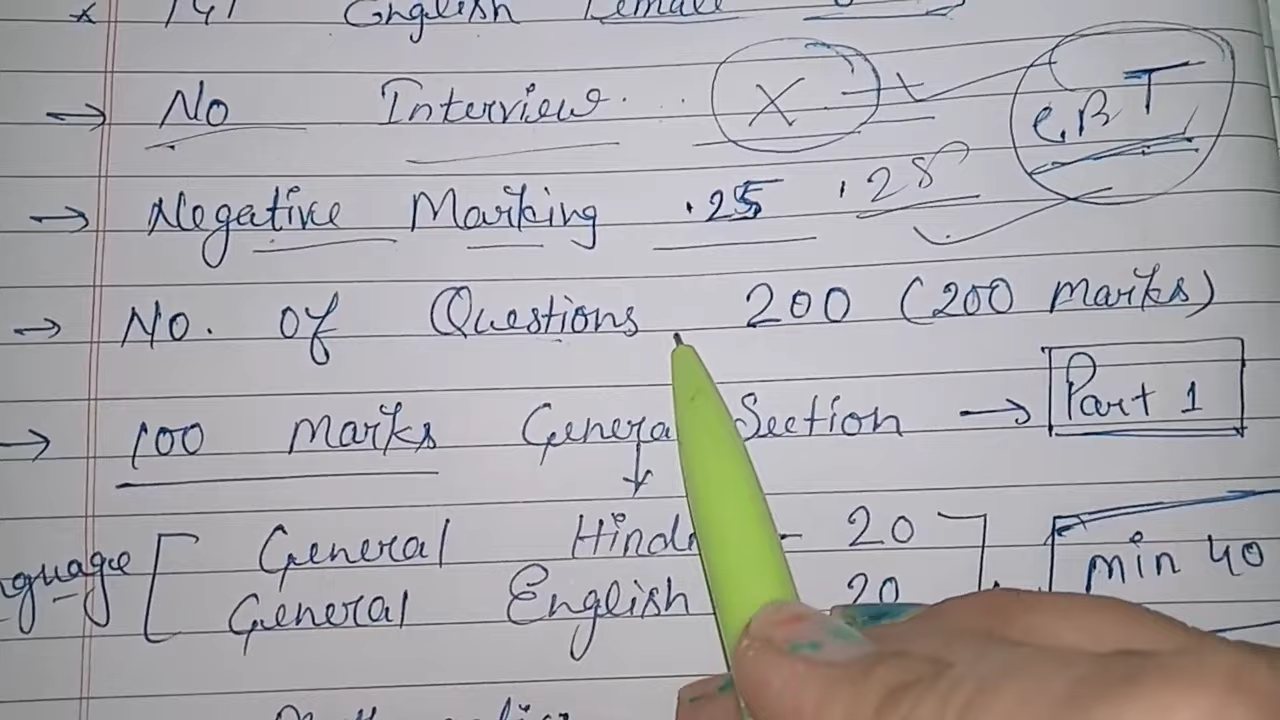 English Female
→ No Interview. X CBT
→ Negative Marking .25 .25
→ No. of Questions 200 (200 marks)
→ 100 marks General Section → Part 1
General Hindi - 20 min 40
General English 20